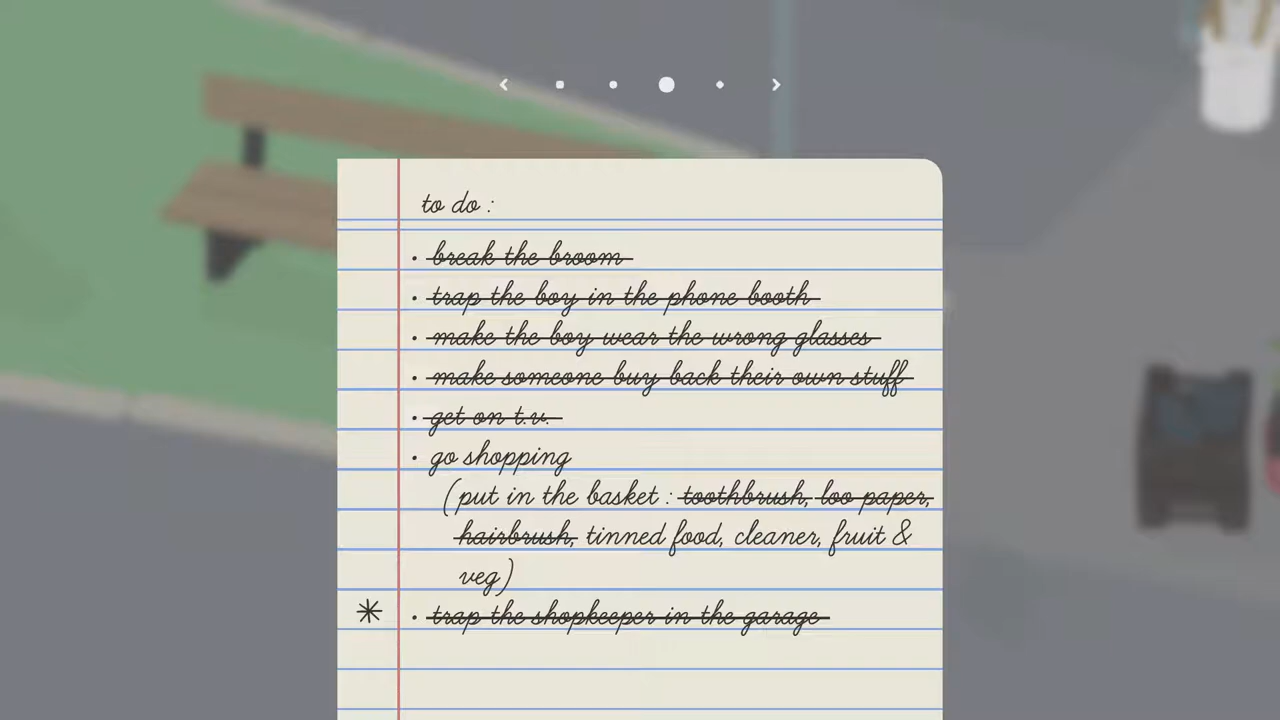 to do :
• break the broom
• trap the boy in the phone booth
• make the boy wear the wrong glasses
• make someone buy back their own stuff
• get on t.v.
• go shopping
(put in the basket : toothbrush, loo paper,
hairbrush, tinned food, cleaner, fruit &
veg)
• trap the shopkeeper in the garage